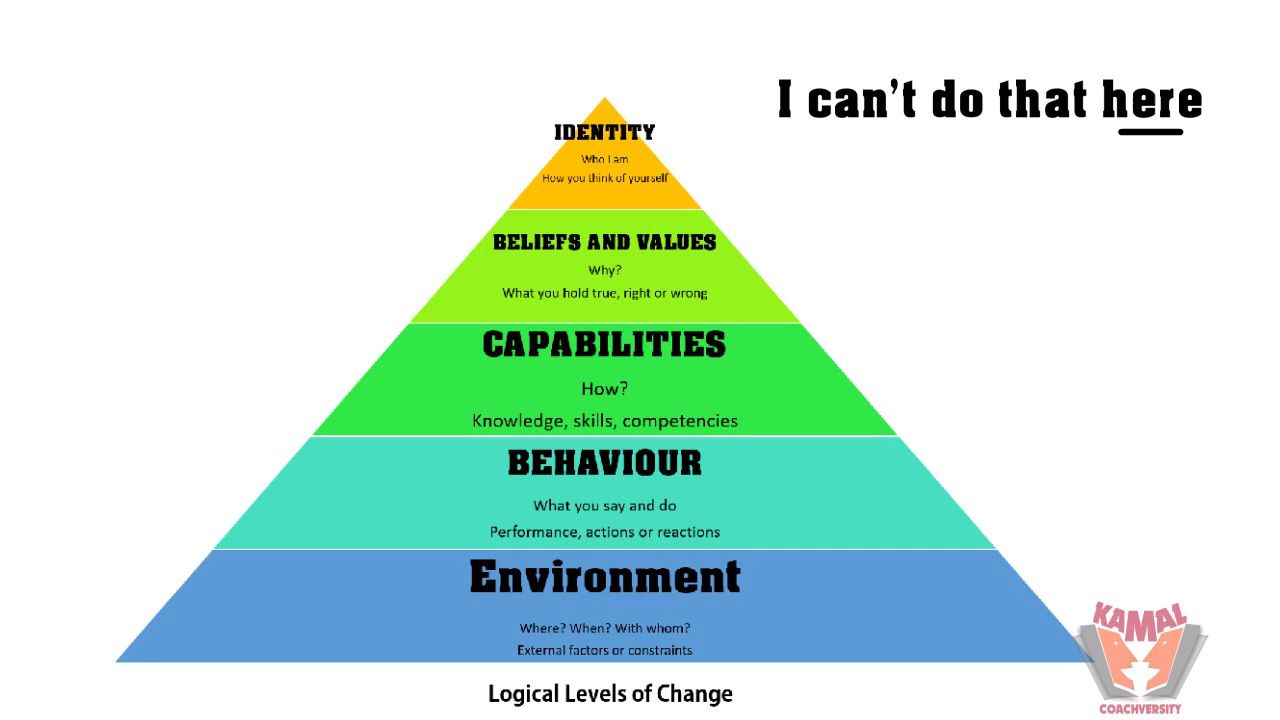 I can't do that here
IDENTITY
Who I am
How you think of yourself
BELIEFS AND VALUES
Why?
What you hold true, right or wrong
CAPABILITIES
How?
Knowledge, skills, competencies
BEHAVIOUR
What you say and do
Performance, actions or reactions
Environment
Where? When? With whom?
External factors or constraints
Logical Levels of Change
KAMAL
COACHVERSITY